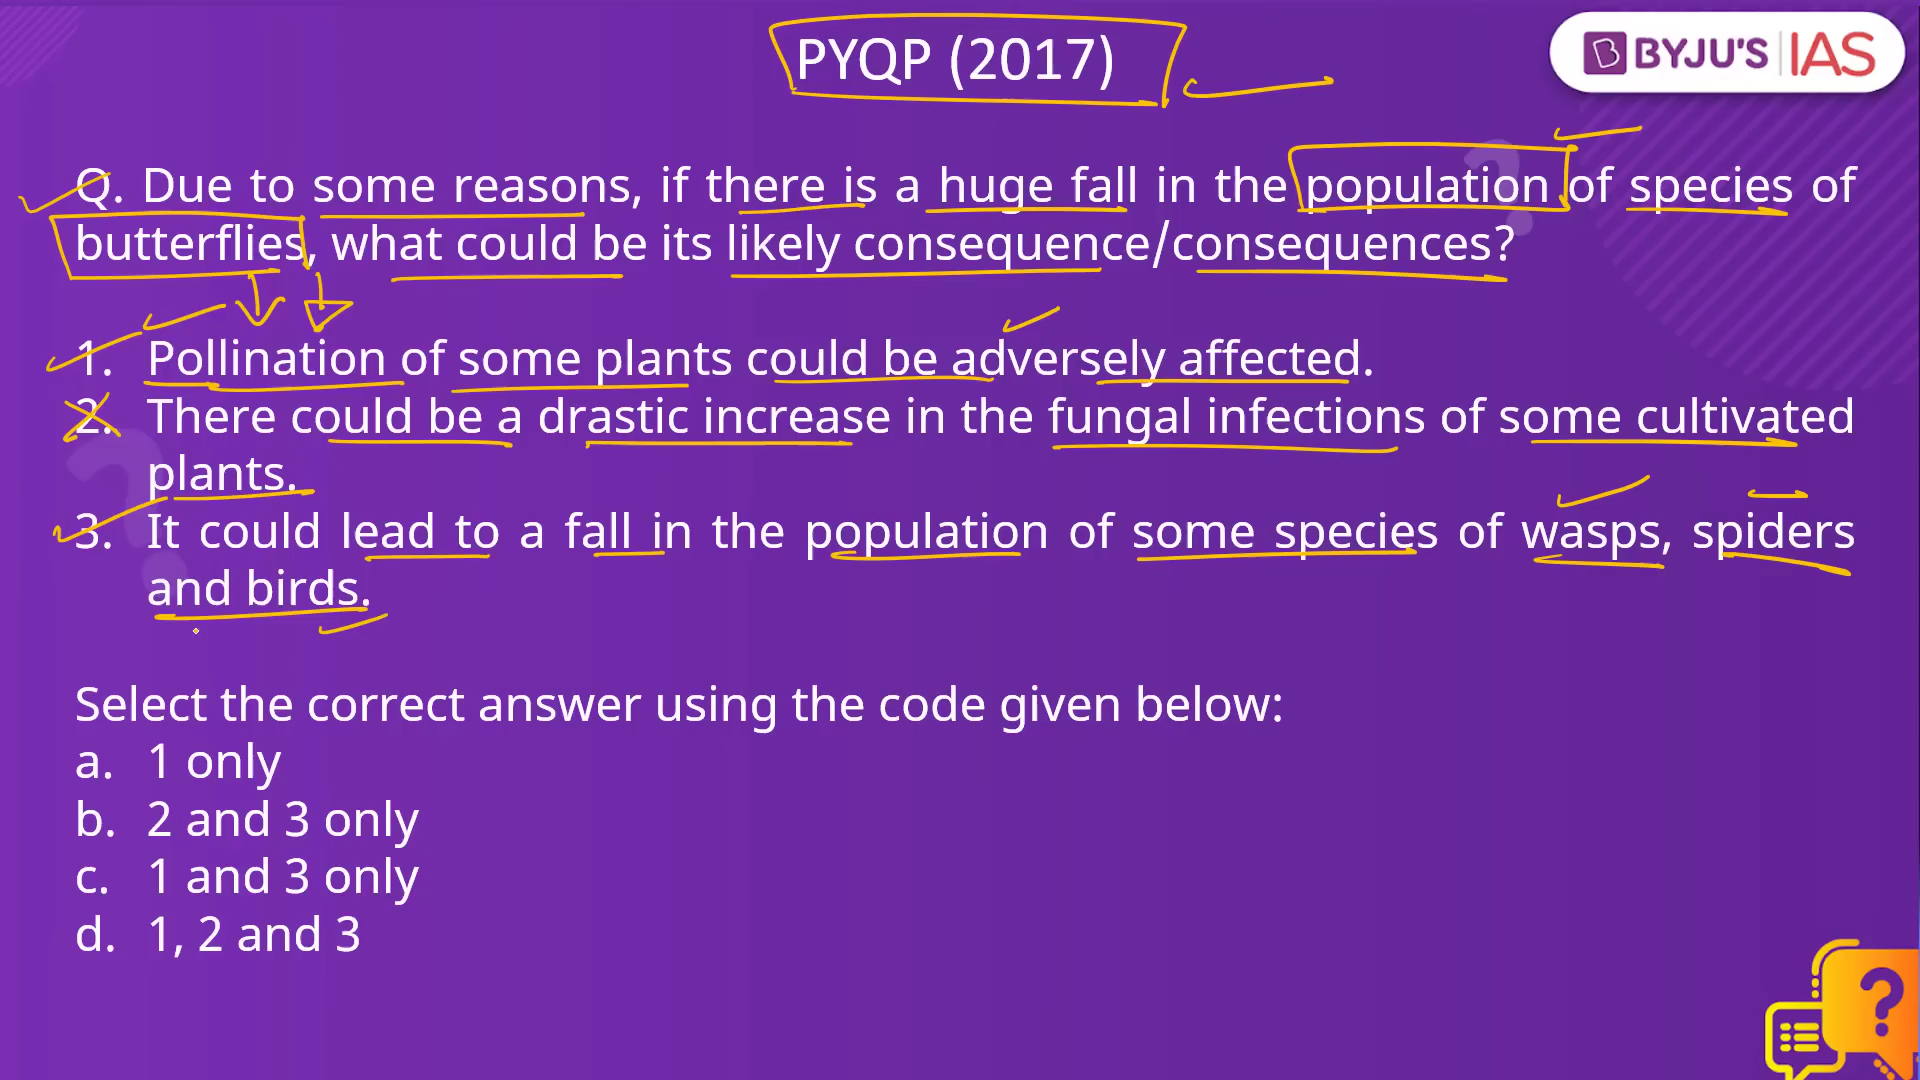 PYQP (2017)
BYJU'S IAS
Q. Due to some reasons, if there is a huge fall in the population of species of
butterflies, what could be its likely consequence/consequences?
1. Pollination of some plants could be adversely affected.
2. There could be a drastic increase in the fungal infections of some cultivated
plants.
3. It could lead to a fall in the population of some species of wasps, spiders
and birds.
Select the correct answer using the code given below:
a. 1 only
b. 2 and 3 only
c. 1 and 3 only
d. 1, 2 and 3